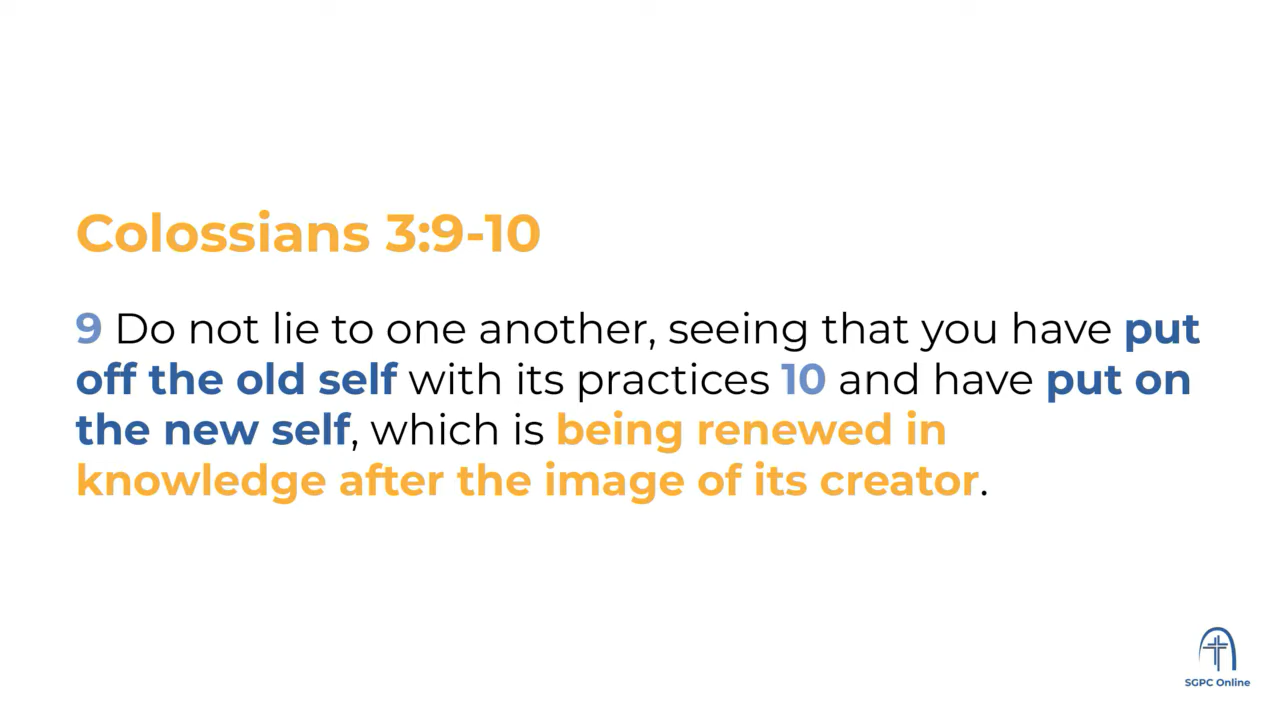 Colossians 3:9-10
9 Do not lie to one another, seeing that you have put
off the old self with its practices 10 and have put on
the new self, which is being renewed in
knowledge after the image of its creator.
SGPC Online